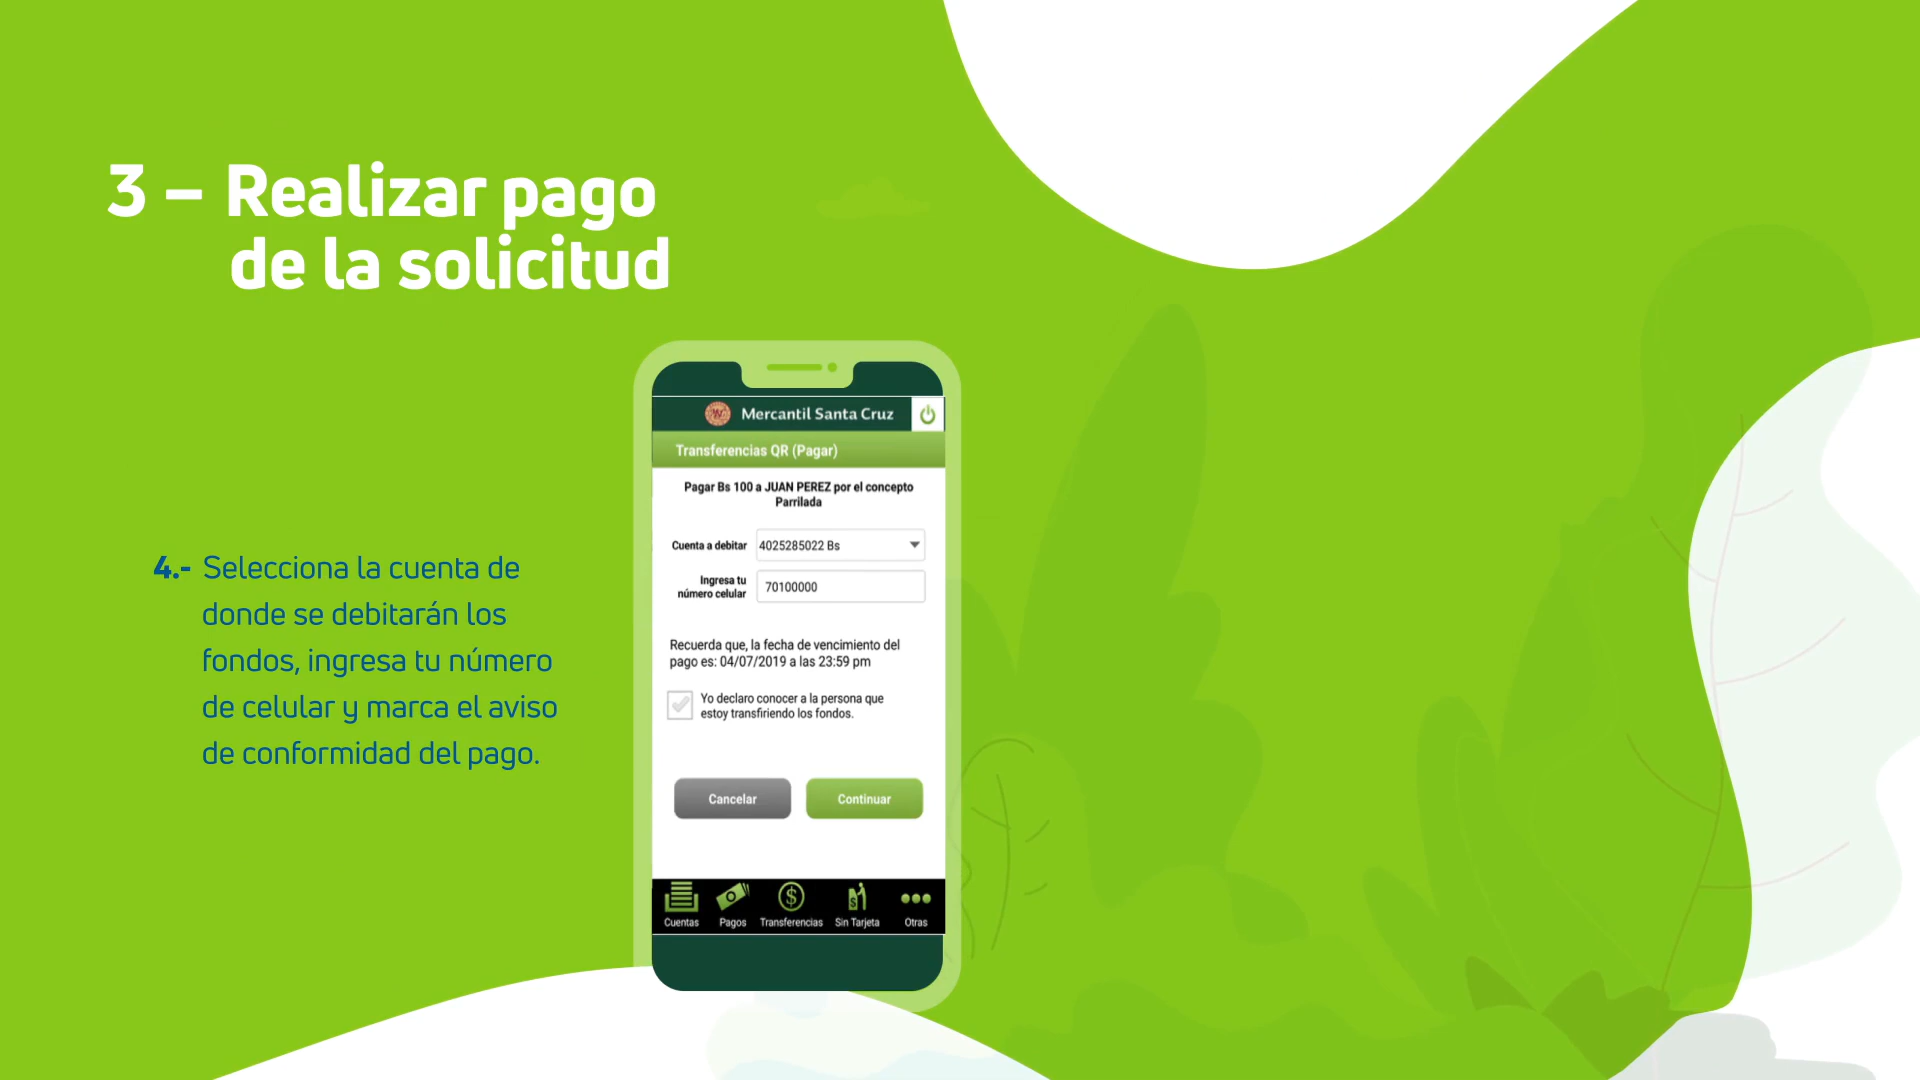 3 – Realizar pago
de la solicitud
4.- Selecciona la cuenta de
donde se debitarán los
fondos, ingresa tu número
de celular y marca el aviso
de conformidad del pago.
Mercantil Santa Cruz
Transferencias QR (Pagar)
Pagar Bs 100 a JUAN PEREZ por el concepto
Parrilada
Cuenta a debitar 4025285022 Bs
Ingresa tu
número celular 70100000
Recuerda que, la fecha de vencimiento del
pago es: 04/07/2019 a las 23:59 pm
Yo declaro conocer a la persona que
estoy transfiriendo los fondos.
Cancelar Continuar
Cuentas Pagos Transferencias Sin Tarjeta Otras